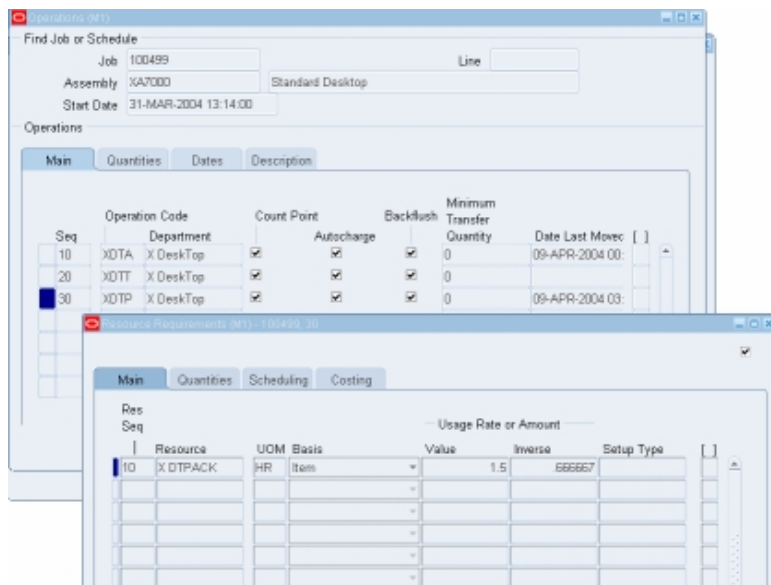 Operations (M1)
Find Job or Schedule
Job 100499 Line
Assembly XA7000 Standard Desktop
Start Date 31-MAR-2004 13:14:00
Operations
Main Quantities Dates Description
Minimum
Operation Code Count Point Backflush Transfer
Seq Department Autocharge Quantity Date Last Movec [ ]
10 XDTA X DeskTop 0 09-APR-2004 00:
20 XDTT X DeskTop 0
30 XDTP X DeskTop 0 09-APR-2004 03:
Resource Requirements (M1) - 100499, 30
Main Quantities Scheduling Costing
Res
Seq Usage Rate or Amount
Resource UOM Basis Value Inverse Setup Type [ ]
10 X DTPACK HR Item 1.5 .666667